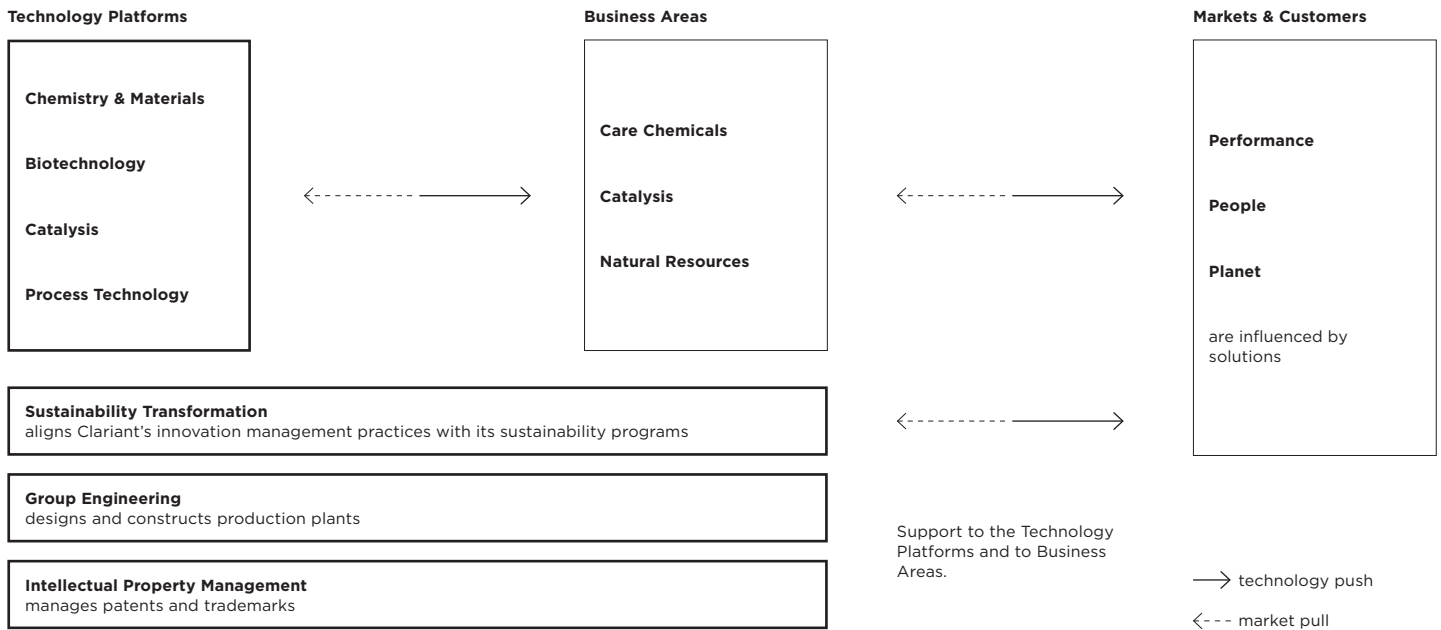 Technology Platforms
Chemistry & Materials
Biotechnology
Catalysis
Process Technology
Business Areas
Care Chemicals
Catalysis
Natural Resources
Markets & Customers
Performance
People
Planet
are influenced by
solutions
Sustainability Transformation
aligns Clariant’s innovation management practices with its sustainability programs
Group Engineering
designs and constructs production plants
Intellectual Property Management
manages patents and trademarks
Support to the Technology
Platforms and to Business
Areas.
technology push
market pull